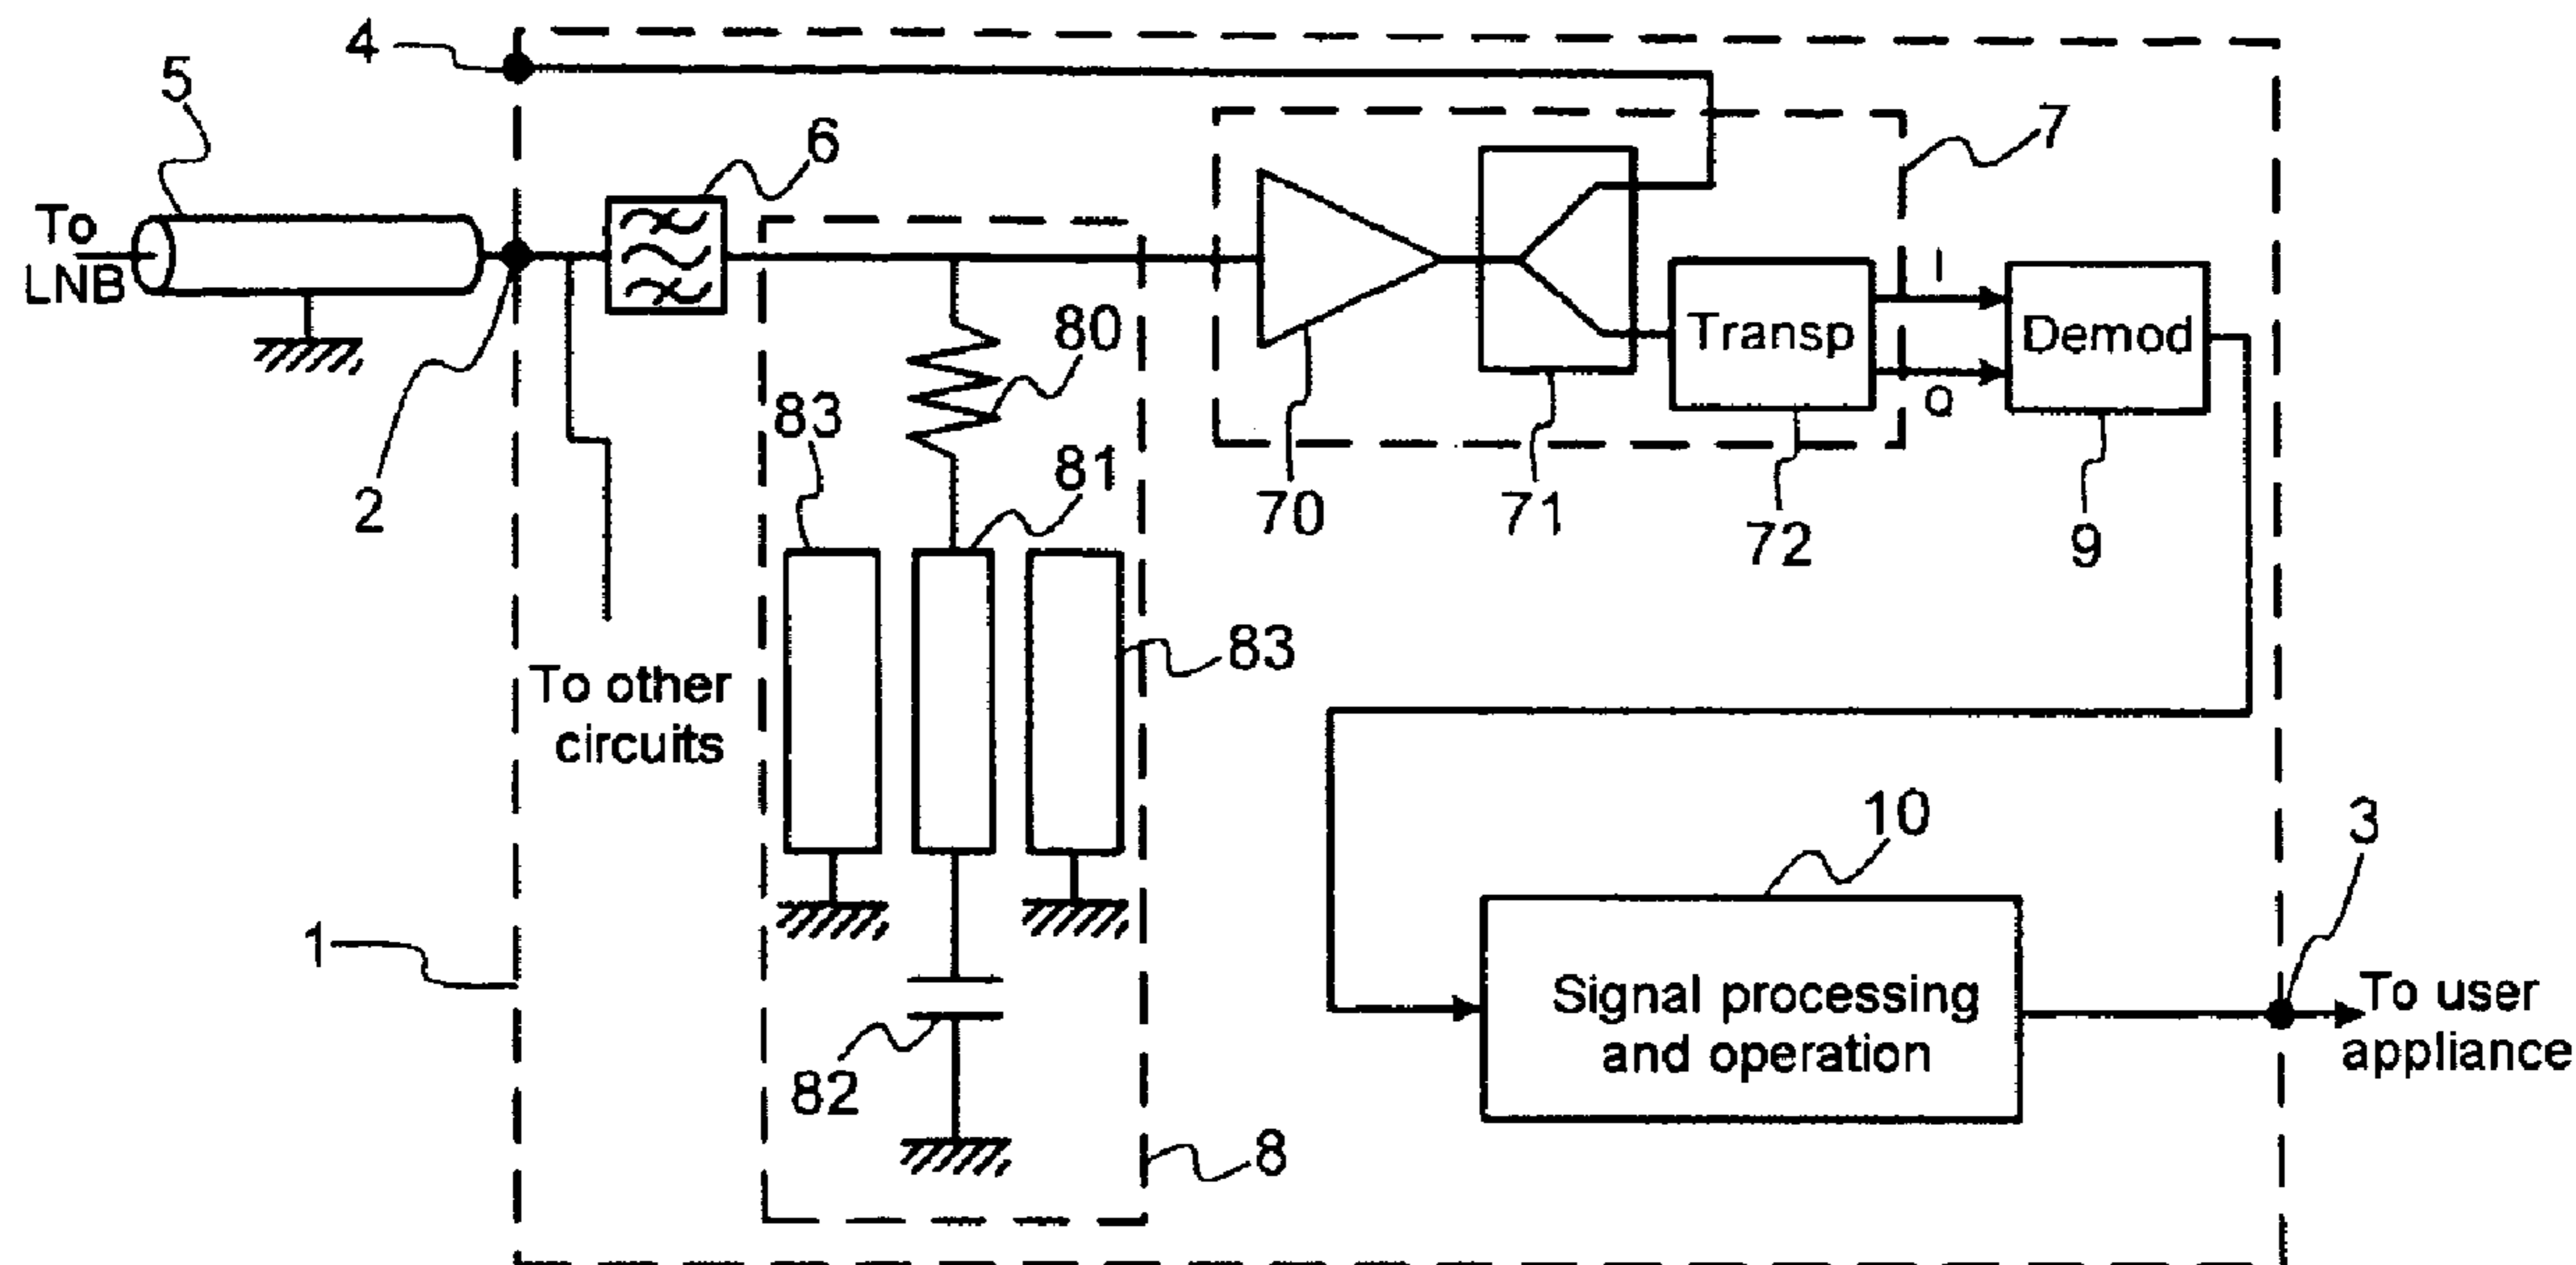 4
5
6
7
To
LNB
I
80
Transp
Demod
83
Q
2
81
70
71
72
9
83
To other
circuits
10
3
1
Signal processing
and operation
To user
appliance
82
8